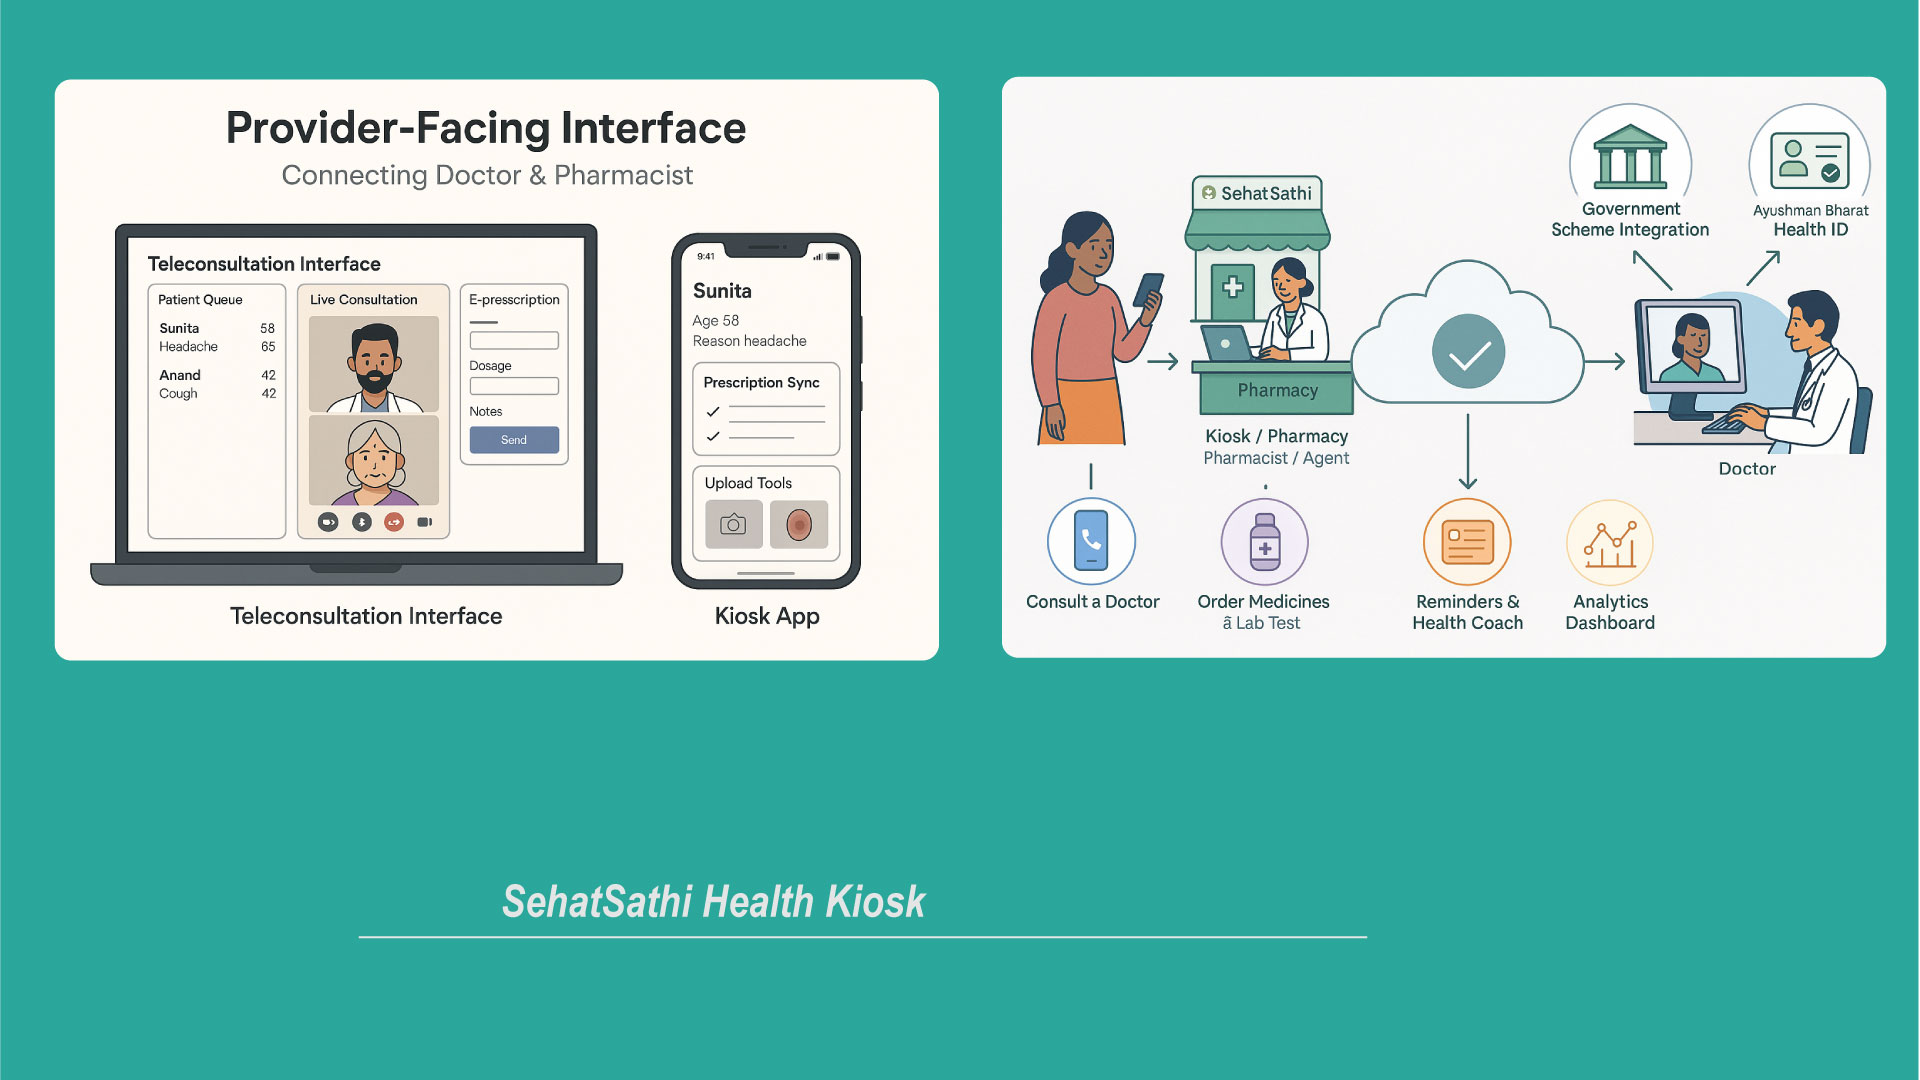 Provider-Facing Interface
Connecting Doctor & Pharmacist
Teleconsultation Interface
Patient Queue
Sunita 58
Headache 65
Anand 42
Cough 42
Live Consultation
E-presscription
Dosage
Notes
Send
Teleconsultation Interface
9:41
Sunita
Age 58
Reason headache
Prescription Sync
Upload Tools
Kiosk App
SehatSathi
Pharmacy
Kiosk / Pharmacy
Pharmacist / Agent
Government
Scheme Integration
Ayushman Bharat
Health ID
Doctor
Consult a Doctor
Order Medicines
ã Lab Test
Reminders &
Health Coach
Analytics
Dashboard
SehatSathi Health Kiosk